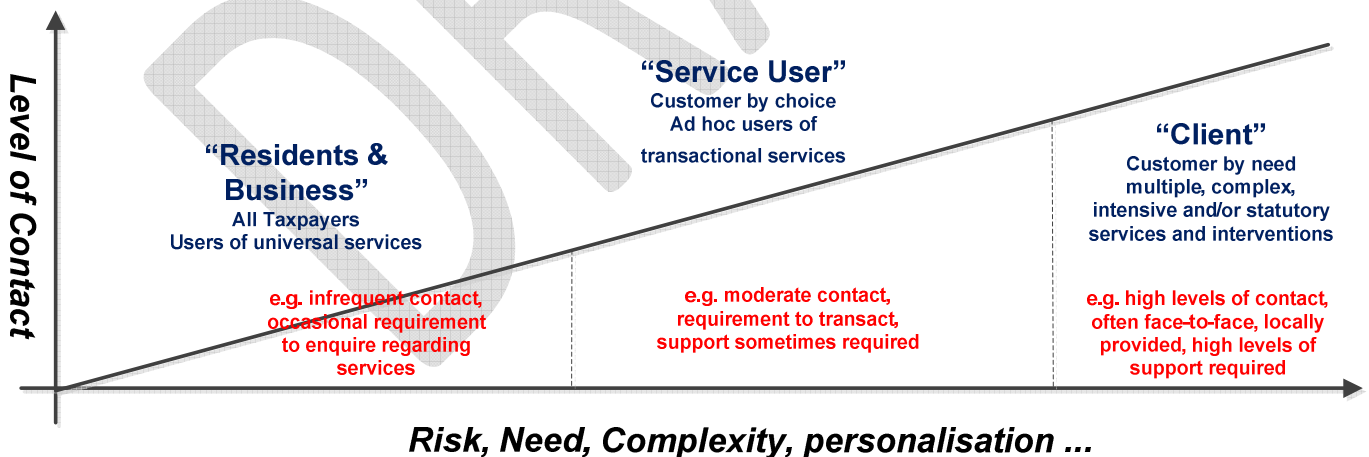 Level of Contact
“Residents &
Business”
All Taxpayers
Users of universal services
“Service User”
Customer by choice
Ad hoc users of
transactional services
“Client”
Customer by need
multiple, complex,
intensive and/or statutory
services and interventions
e.g. infrequent contact,
occasional requirement
to enquire regarding
services
e.g. moderate contact,
requirement to transact,
support sometimes required
e.g. high levels of contact,
often face-to-face, locally
provided, high levels of
support required
Risk, Need, Complexity, personalisation ...